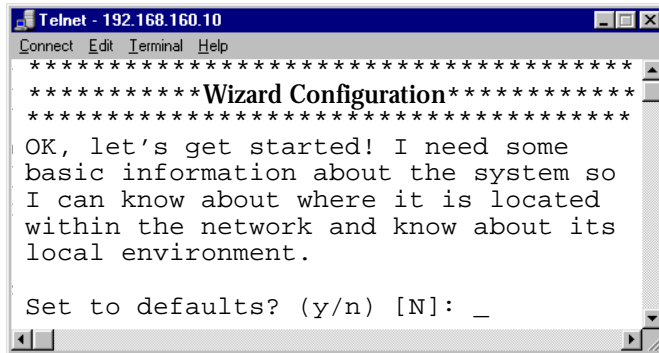 Telnet - 192.168.160.10
Connect Edit Terminal Help
***************************************
***********Wizard Configuration************
***************************************
OK, let's get started! I need some
basic information about the system so
I can know about where it is located
within the network and know about its
local environment.
Set to defaults? (y/n) [N]: _